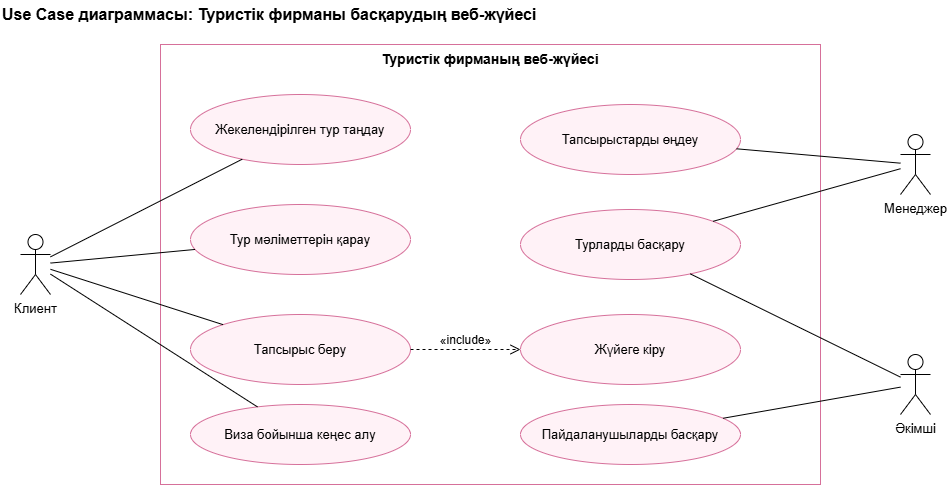 Use Case диаграммасы: Туристік фирманы басқарудың веб-жүйесі
Туристік фирманың веб-жүйесі
Жекелендірілген тур таңдау
Тапсырыстарды өңдеу
Менеджер
Тур мәліметтерін қарау
Турларды басқару
Клиент
Тапсырыс беру
«include»
Жүйеге кіру
Әкімші
Виза бойынша кеңес алу
Пайдаланушыларды басқару